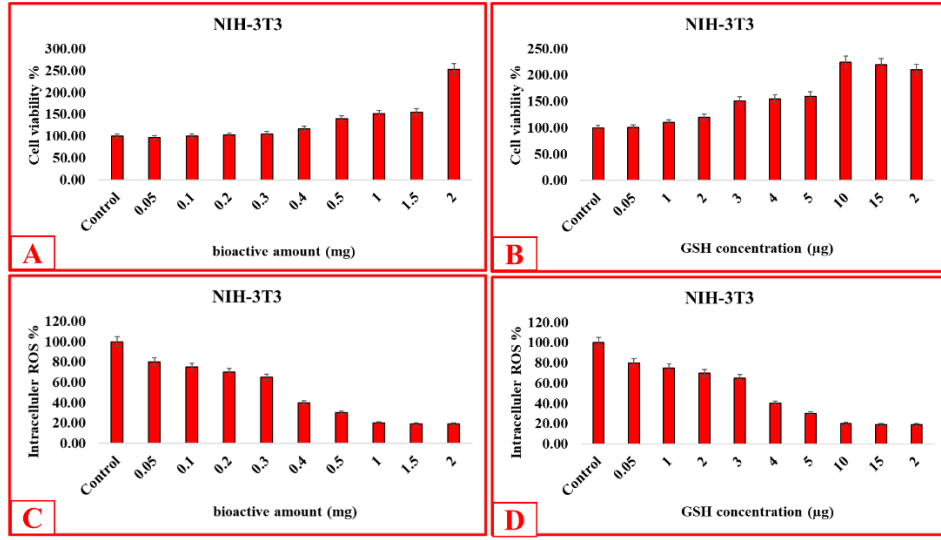 NIH-3T3
Cell viability %
300.00
250.00
200.00
150.00
100.00
50.00
0.00
Control 0.05 0.1 0.2 0.3 0.4 0.5 1 1.5 2
bioactive amount (mg)
A
NIH-3T3
Cell viability %
250.00
200.00
150.00
100.00
50.00
0.00
Control 0.05 1 2 3 4 5 10 15 2
GSH concentration (µg)
B
NIH-3T3
Intracelluler ROS %
120.00
100.00
80.00
60.00
40.00
20.00
0.00
Control 0.05 0.1 0.2 0.3 0.4 0.5 1 1.5 2
bioactive amount (mg)
C
NIH-3T3
Intracelluler ROS %
120.00
100.00
80.00
60.00
40.00
20.00
0.00
Control 0.05 1 2 3 4 5 10 15 2
GSH concentration (µg)
D